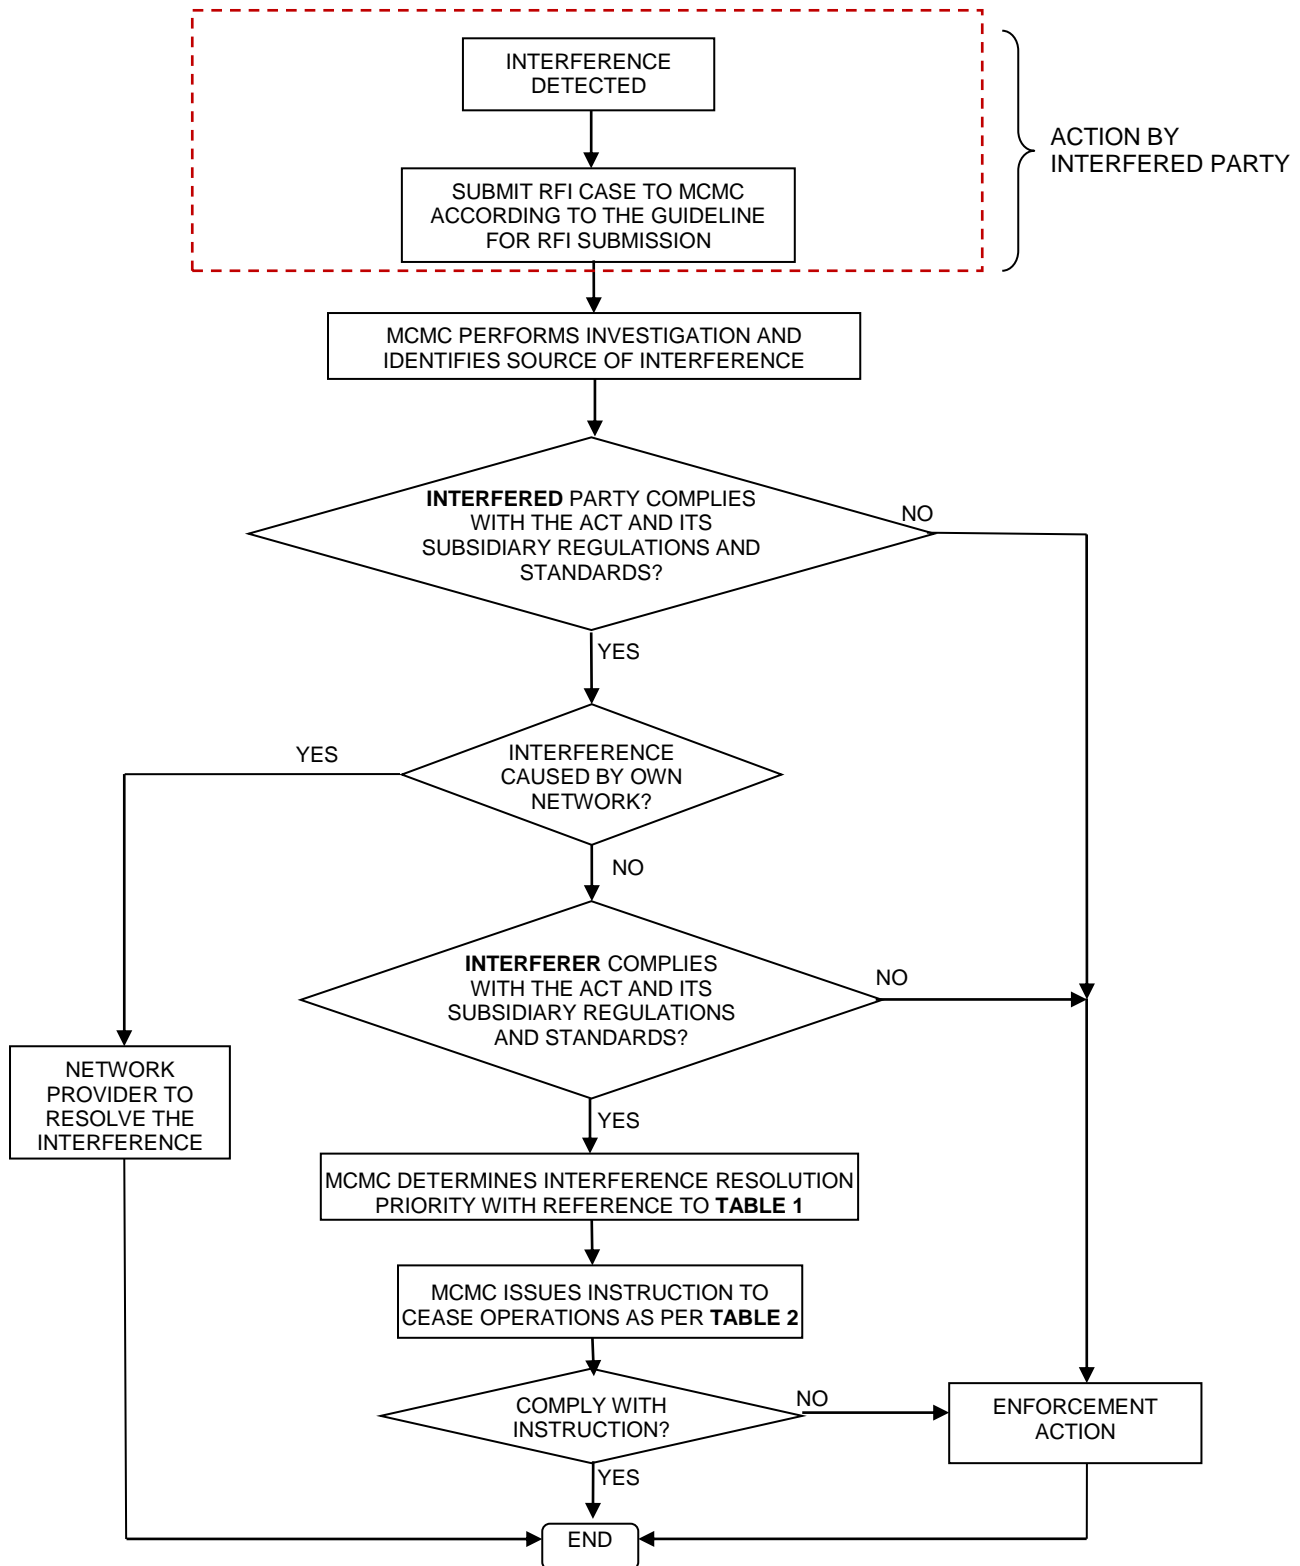 INTERFERENCE
DETECTED
ACTION BY
INTERFERED PARTY
SUBMIT RFI CASE TO MCMC
ACCORDING TO THE GUIDELINE
FOR RFI SUBMISSION
MCMC PERFORMS INVESTIGATION AND
IDENTIFIES SOURCE OF INTERFERENCE
INTERFERED PARTY COMPLIES
WITH THE ACT AND ITS
SUBSIDIARY REGULATIONS AND
STANDARDS?
NO
YES
INTERFERENCE
CAUSED BY OWN
NETWORK?
YES
NO
INTERFERER COMPLIES
WITH THE ACT AND ITS
SUBSIDIARY REGULATIONS
AND STANDARDS?
NO
NETWORK
PROVIDER TO
RESOLVE THE
INTERFERENCE
YES
MCMC DETERMINES INTERFERENCE RESOLUTION
PRIORITY WITH REFERENCE TO TABLE 1
MCMC ISSUES INSTRUCTION TO
CEASE OPERATIONS AS PER TABLE 2
COMPLY WITH
INSTRUCTION?
NO
ENFORCEMENT
ACTION
YES
END